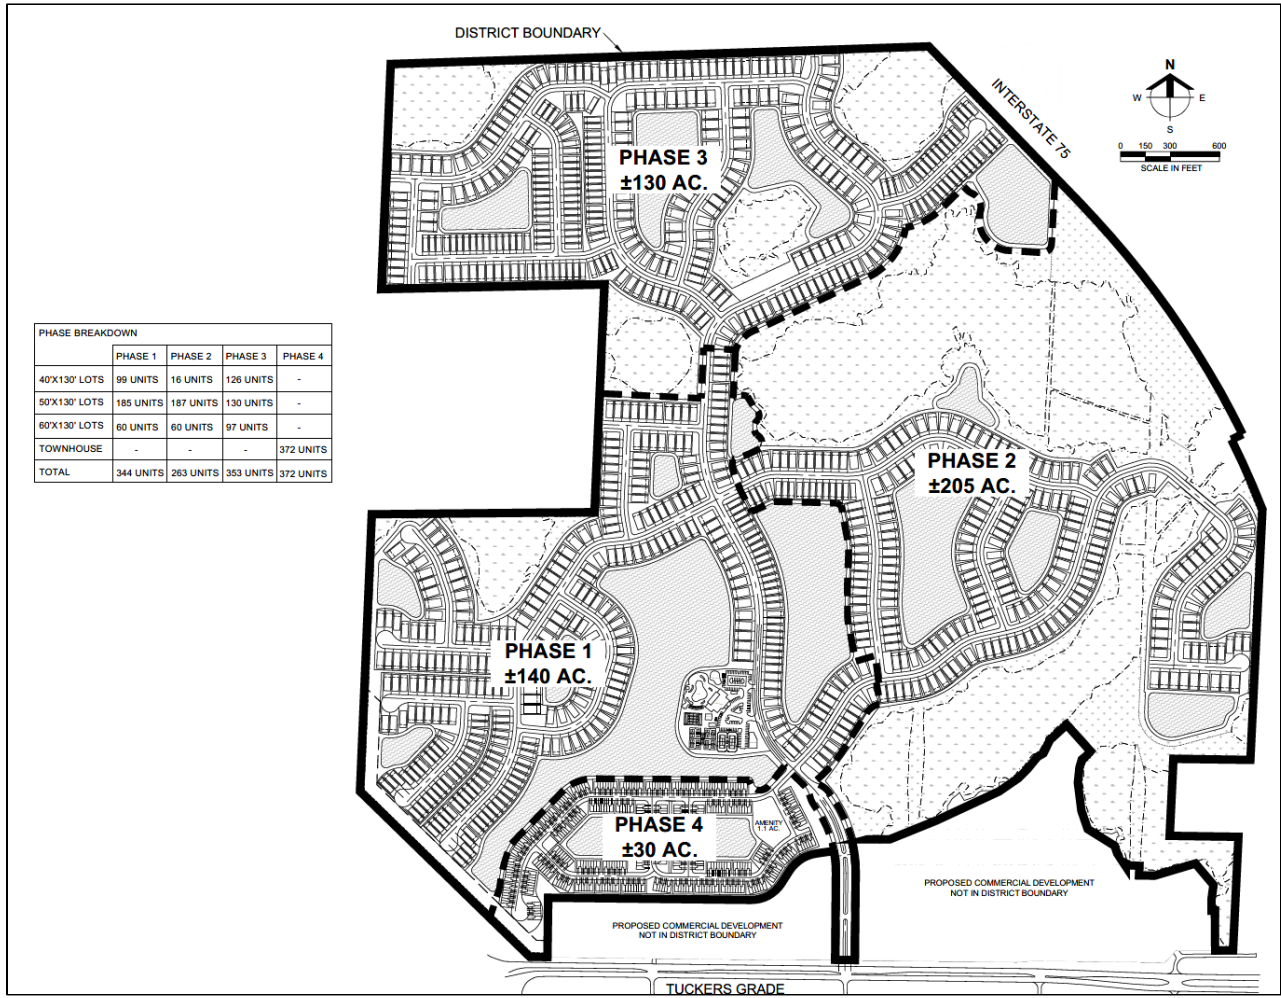 DISTRICT BOUNDARY
INTERSTATE 75
N
W E
S
0 150 300 600
SCALE IN FEET
PHASE 3
±130 AC.
PHASE BREAKDOWN
PHASE 1 PHASE 2 PHASE 3 PHASE 4
40'X130' LOTS 99 UNITS 16 UNITS 126 UNITS -
50'X130' LOTS 185 UNITS 187 UNITS 130 UNITS -
60'X130' LOTS 60 UNITS 60 UNITS 97 UNITS -
TOWNHOUSE - - - 372 UNITS
TOTAL 344 UNITS 263 UNITS 353 UNITS 372 UNITS
PHASE 2
±205 AC.
PHASE 1
±140 AC.
PHASE 4
±30 AC.
AMENITY
1.1 AC.
PROPOSED COMMERCIAL DEVELOPMENT
NOT IN DISTRICT BOUNDARY
PROPOSED COMMERCIAL DEVELOPMENT
NOT IN DISTRICT BOUNDARY
TUCKERS GRADE